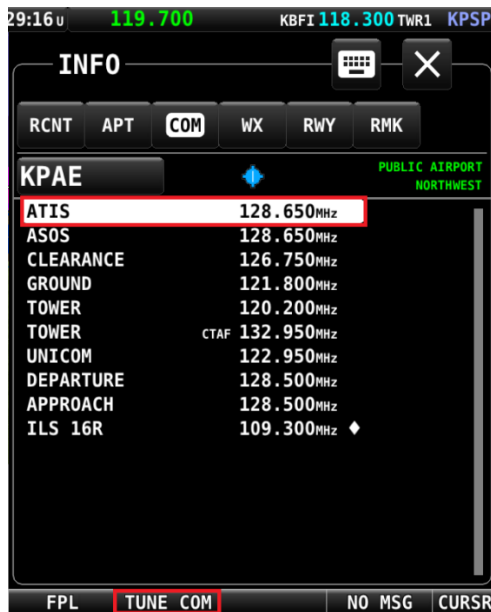 29:16U 119.700 KBFI 118.300 TWR1 KPSP
INFO
RCNT APT COM WX RWY RMK
KPAE PUBLIC AIRPORT
NORTHWEST
ATIS 128.650MHz
ASOS 128.650MHz
CLEARANCE 126.750MHz
GROUND 121.800MHz
TOWER 120.200MHz
TOWER CTAF 132.950MHz
UNICOM 122.950MHz
DEPARTURE 128.500MHz
APPROACH 128.500MHz
ILS 16R 109.300MHz
FPL TUNE COM NO MSG CURSR